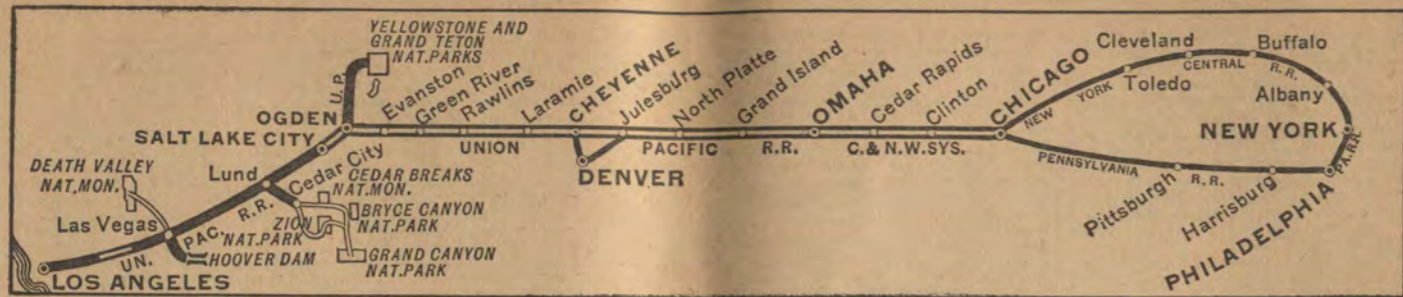 YELLOWSTONE AND
GRAND TETON
NAT.PARKS
U.P.
OGDEN
SALT LAKE CITY
Evanston
Green River
Rawlins
Laramie
CHEYENNE
Julesburg
North Platte
Grand Island
OMAHA
Cedar Rapids
Clinton
CHICAGO
Toledo
Cleveland
Buffalo
Albany
NEW YORK
NEW YORK CENTRAL R.R.
UNION PACIFIC R.R.
C.& N.W.SYS.
DENVER
PENNSYLVANIA R.R.
PA.R.R.
Pittsburgh
Harrisburg
PHILADELPHIA
DEATH VALLEY
NAT.MON.
Lund
Cedar City
CEDAR BREAKS
NAT.MON.
BRYCE CANYON
NAT.PARK
ZION
NAT.PARK
GRAND CANYON
NAT.PARK
Las Vegas
HOOVER DAM
UN. PAC. R.R.
LOS ANGELES